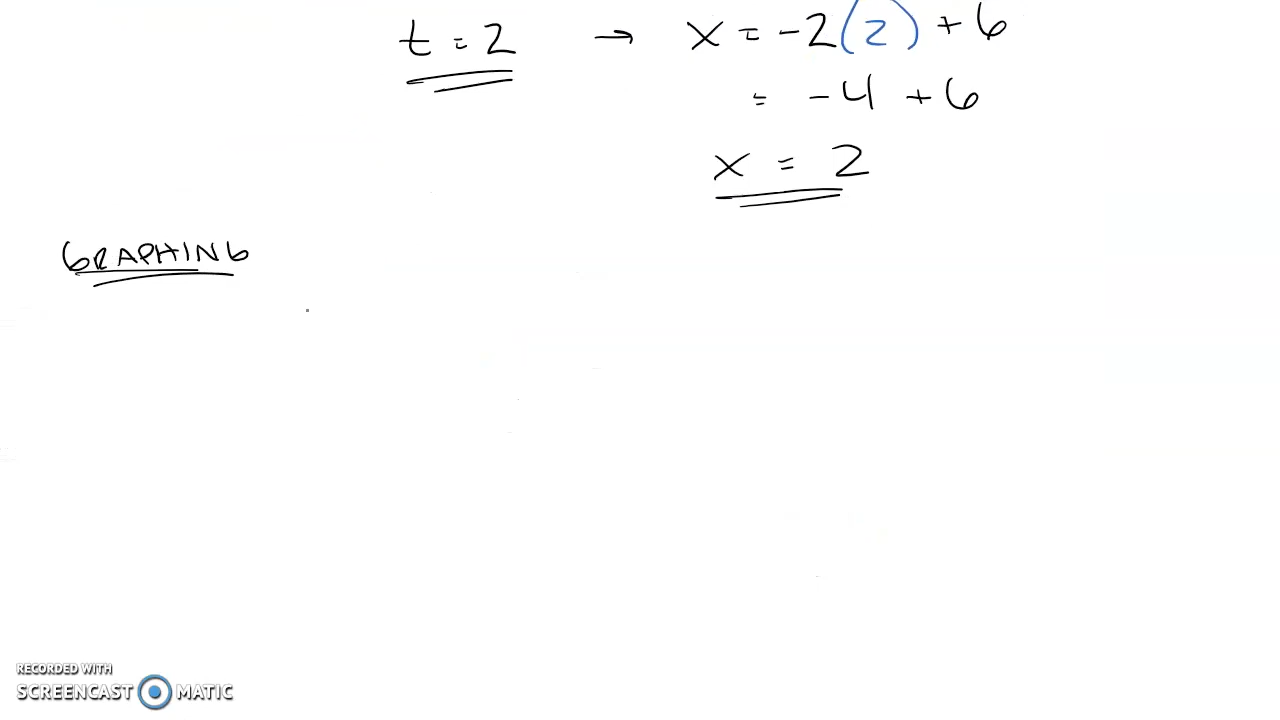 t = 2 → x = -2(2) + 6
= -4 + 6
x = 2
GRAPHING
RECORDED WITH
SCREENCAST MATIC